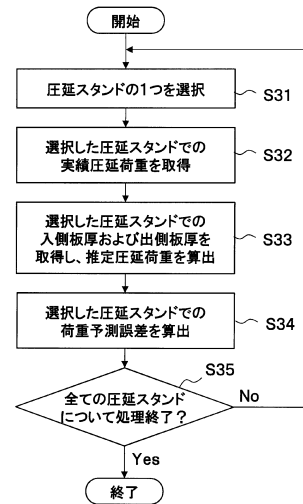 開始
圧延スタンドの1つを選択
S31
選択した圧延スタンドでの
実績圧延荷重を取得
S32
選択した圧延スタンドでの
入側板厚および出側板厚を
取得し、推定圧延荷重を算出
S33
選択した圧延スタンドでの
荷重予測誤差を算出
S34
S35
全ての圧延スタンド
について処理終了？
No
Yes
終了